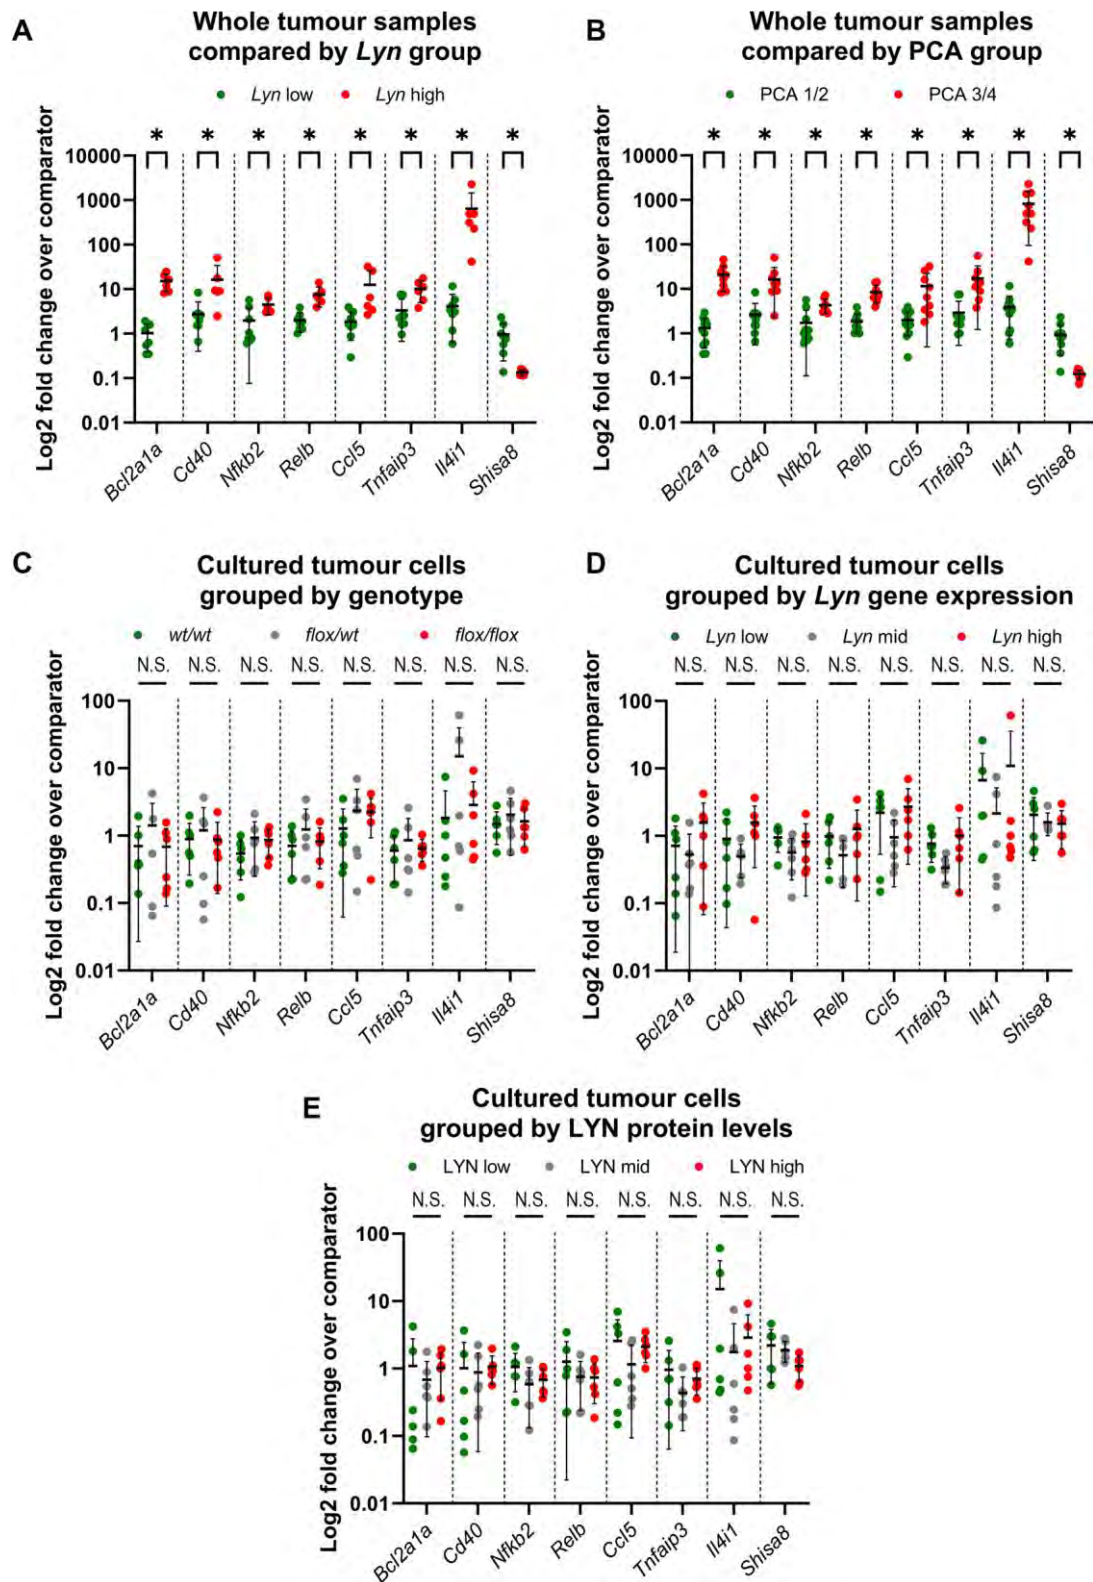 A
Whole tumour samples
compared by Lyn group
Lyn low
Lyn high
* * * * * * * *
Log2 fold change over comparator
10000
1000
100
10
1
0.1
0.01
Bcl2a1a
Cd40
Nfkb2
Relb
Ccl5
Tnfaip3
Il4i1
Shisa8
B
Whole tumour samples
compared by PCA group
PCA 1/2
PCA 3/4
* * * * * * * *
Log2 fold change over comparator
10000
1000
100
10
1
0.1
0.01
Bcl2a1a
Cd40
Nfkb2
Relb
Ccl5
Tnfaip3
Il4i1
Shisa8
C
Cultured tumour cells
grouped by genotype
wt/wt
flox/wt
flox/flox
N.S. N.S. N.S. N.S. N.S. N.S. N.S. N.S.
Log2 fold change over comparator
100
10
1
0.1
0.01
Bcl2a1a
Cd40
Nfkb2
Relb
Ccl5
Tnfaip3
Il4i1
Shisa8
D
Cultured tumour cells
grouped by Lyn gene expression
Lyn low
Lyn mid
Lyn high
N.S. N.S. N.S. N.S. N.S. N.S. N.S. N.S.
Log2 fold change over comparator
100
10
1
0.1
0.01
Bcl2a1a
Cd40
Nfkb2
Relb
Ccl5
Tnfaip3
Il4i1
Shisa8
E
Cultured tumour cells
grouped by LYN protein levels
LYN low
LYN mid
LYN high
N.S. N.S. N.S. N.S. N.S. N.S. N.S. N.S.
Log2 fold change over comparator
100
10
1
0.1
0.01
Bcl2a1a
Cd40
Nfkb2
Relb
Ccl5
Tnfaip3
Il4i1
Shisa8